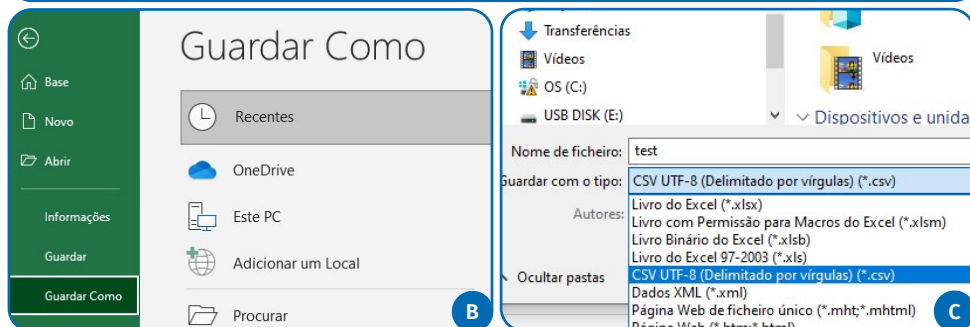 Guardar Como
Base
Novo
Abrir
Informações
Guardar
Guardar Como
Recentes
OneDrive
Este PC
Adicionar um Local
Procurar
B
Transferências
Vídeos
OS (C:)
USB DISK (E:)
Vídeos
Dispositivos e unida
Nome de ficheiro: test
Guardar com o tipo: CSV UTF-8 (Delimitado por vírgulas) (*.csv)
Autores:
Livro do Excel (*.xlsx)
Livro com Permissão para Macros do Excel (*.xlsm)
Livro Binário do Excel (*.xlsb)
Livro do Excel 97-2003 (*.xls)
CSV UTF-8 (Delimitado por vírgulas) (*.csv)
Dados XML (*.xml)
Página Web de ficheiro único (*.mht;*.mhtml)
Página Web (*.htm;*.html)
Ocultar pastas
C